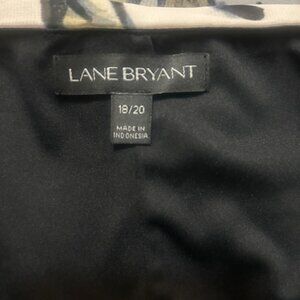 LANE BRYANT
18/20
MADE IN
INDONESIA